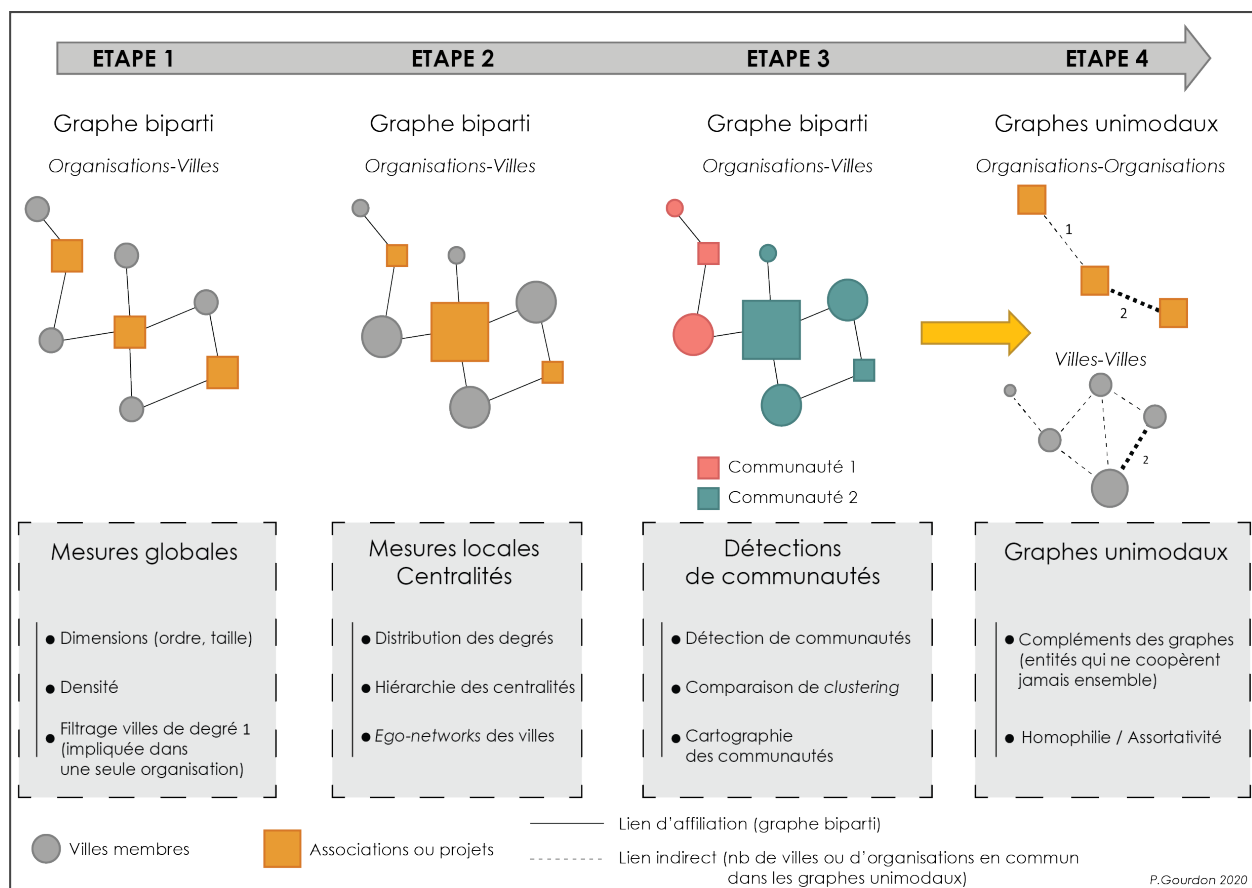 ETAPE 1
ETAPE 2
ETAPE 3
ETAPE 4
Graphe biparti
Organisations-Villes
Graphe biparti
Organisations-Villes
Graphe biparti
Organisations-Villes
Graphes unimodaux
Organisations-Organisations
1
2
Villes-Villes
2
Communauté 1
Communauté 2
Mesures globales
● Dimensions (ordre, taille)
● Densité
● Filtrage villes de degré 1
(impliquée dans
une seule organisation)
Mesures locales
Centralités
● Distribution des degrés
● Hiérarchie des centralités
● Ego-networks des villes
Détections
de communautés
● Détection de communautés
● Comparaison de clustering
● Cartographie
des communautés
Graphes unimodaux
● Compléments des graphes
(entités qui ne coopèrent
jamais ensemble)
● Homophilie / Assortativité
Villes membres
Associations ou projets
Lien d'affiliation (graphe biparti)
Lien indirect (nb de villes ou d'organisations en commun
dans les graphes unimodaux)
P.Gourdon 2020